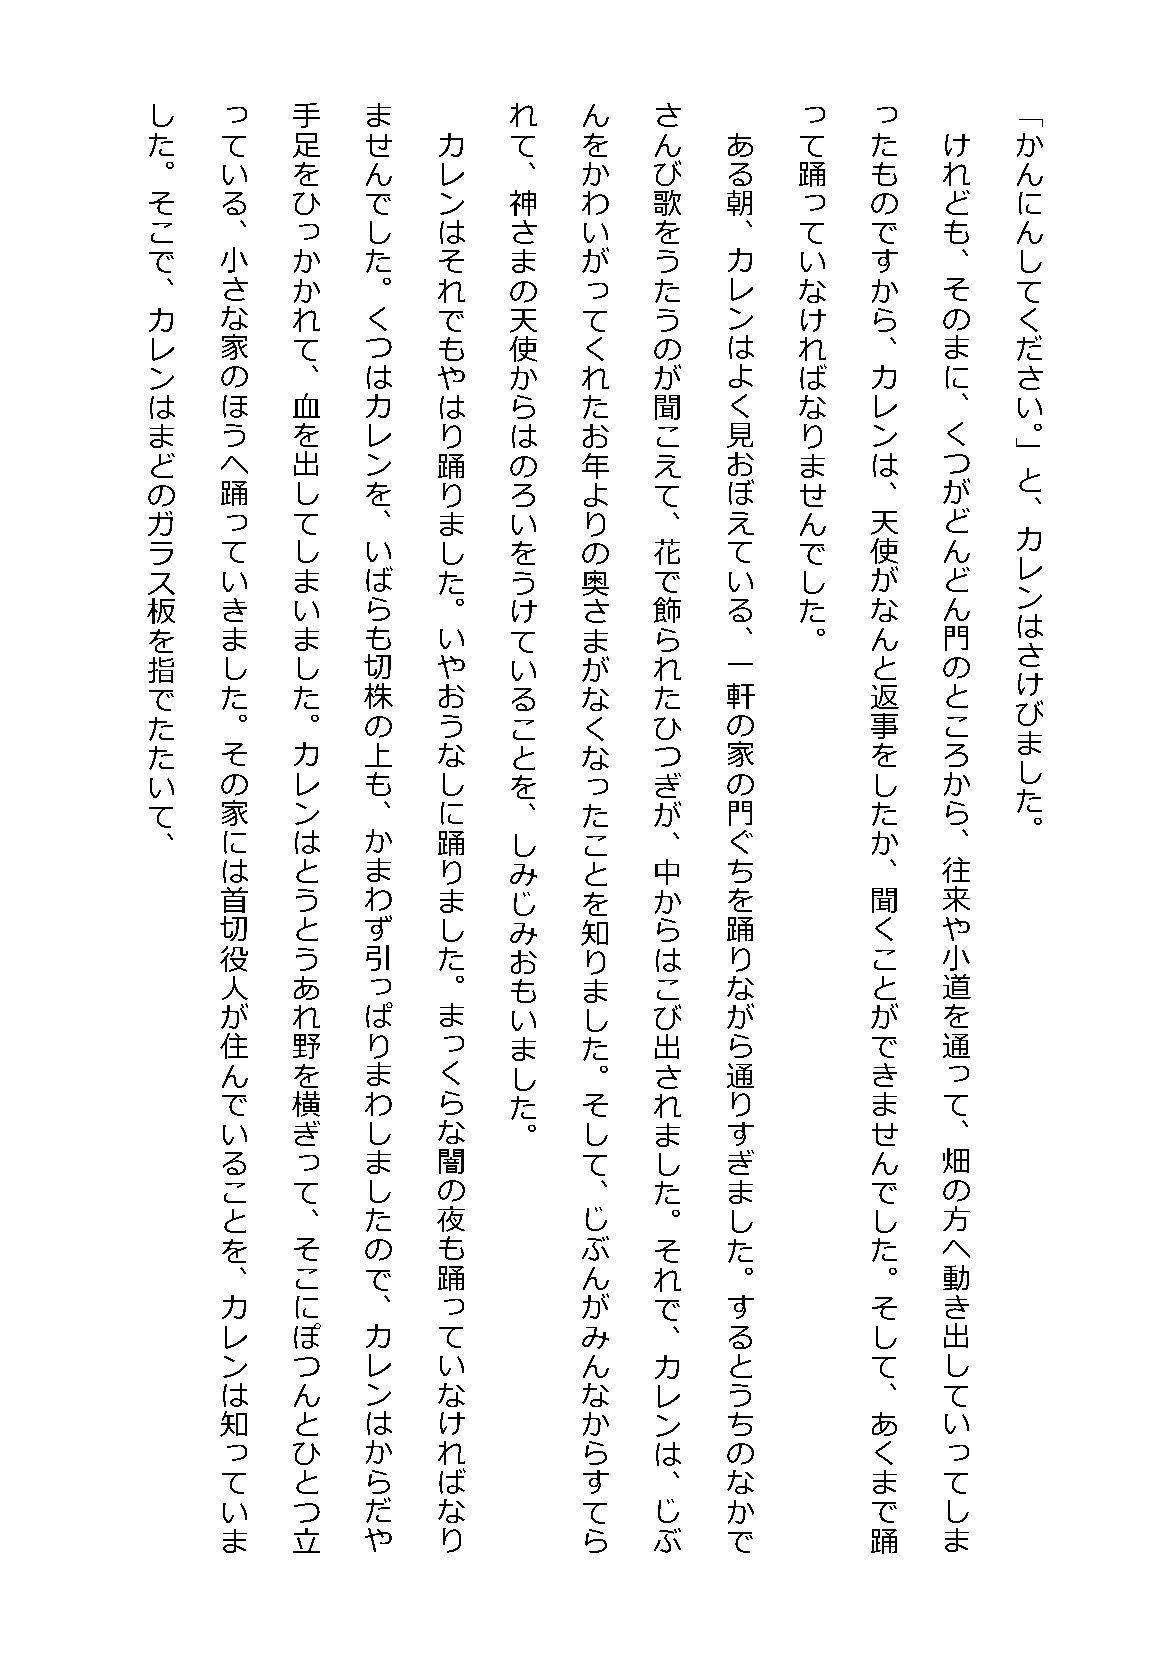 「かんにんしてください。」と、カレンはさけびました。
　けれども、そのまに、くつがどんどん門のところから、往来や小道を通って、畑の方へ動き出していってしま
ったものですから、カレンは、天使がなんと返事をしたか、聞くことができませんでした。そして、あくまで踊
って踊っていなければなりませんでした。
　ある朝、カレンはよく見おぼえている、一軒の家の門ぐちを踊りながら通りすぎました。するとうちのなかで
さんび歌をうたうのが聞こえて、花で飾られたひつぎが、中からはこび出されました。それで、カレンは、じぶ
んをかわいがってくれたお年よりの奥さまがなくなったことを知りました。そして、じぶんがみんなからすてら
れて、神さまの天使からはのろいをうけていることを、しみじみおもいました。
　カレンはそれでもやはり踊りました。いやおうなしに踊りました。まっくらな闇の夜も踊っていなければなり
ませんでした。くつはカレンを、いばらも切株の上も、かまわず引っぱりまわしましたので、カレンはからだや
手足をひっかかれて、血を出してしまいました。カレンはとうとうあれ野を横ぎって、そこにぽつんとひとつ立
っている、小さな家のほうへ踊っていきました。その家には首切役人が住んでいることを、カレンは知っていま
した。そこで、カレンはまどのガラス板を指でたたいて、